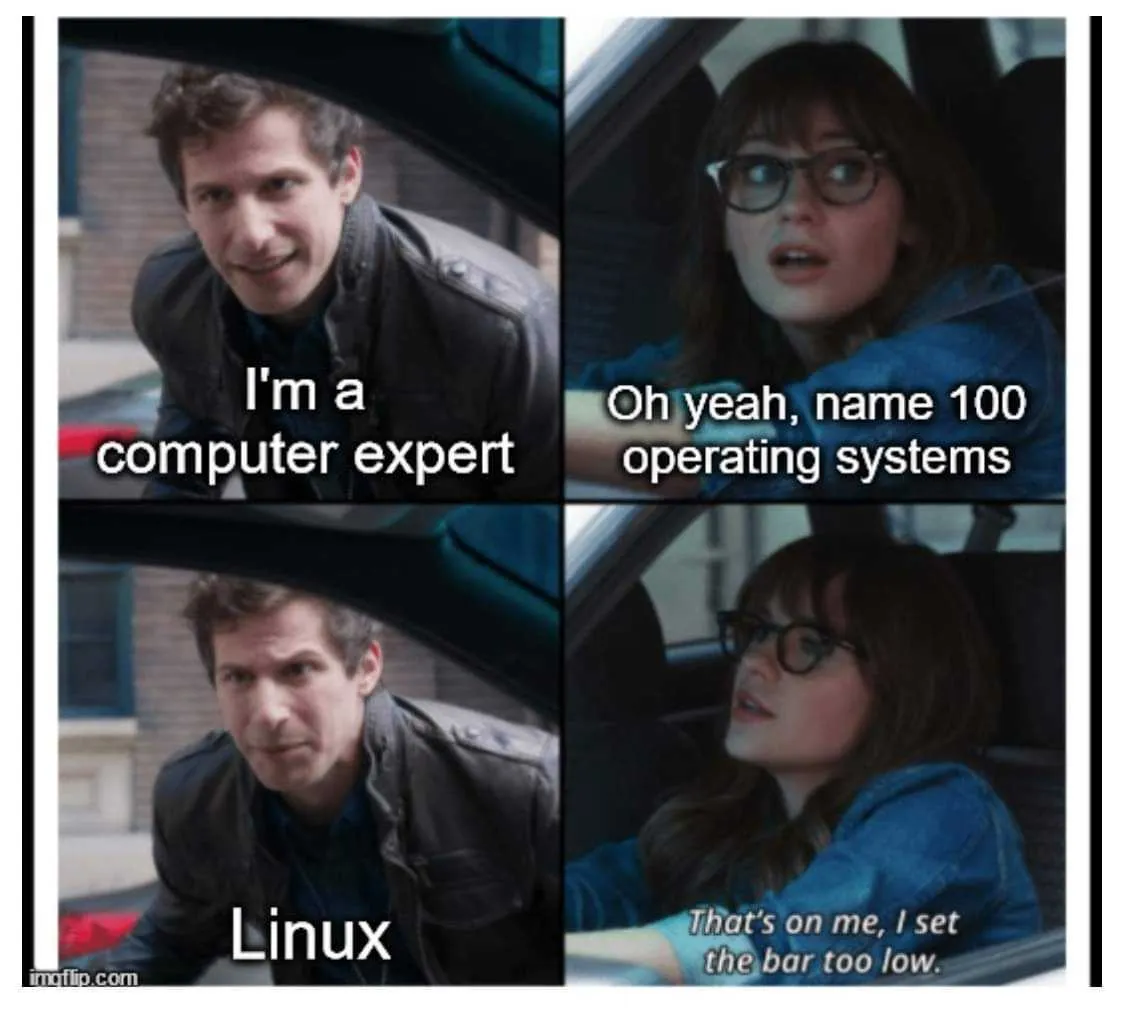 I'm a
computer expert
Oh yeah, name 100
operating systems
Linux
That's on me, I set
the bar too low.
imgflip.com